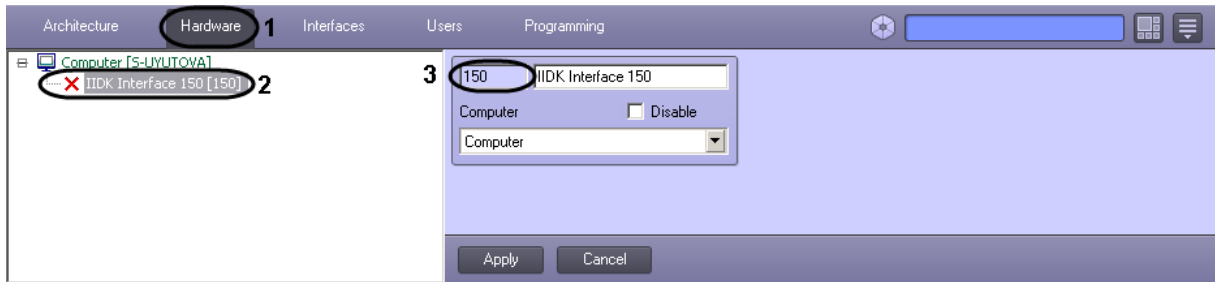 Architecture Hardware 1 Interfaces Users Programming
Computer [S-UYUTOVA]
IIDK Interface 150 [150] 2
3 150 IIDK Interface 150
Computer Disable
Computer
Apply Cancel